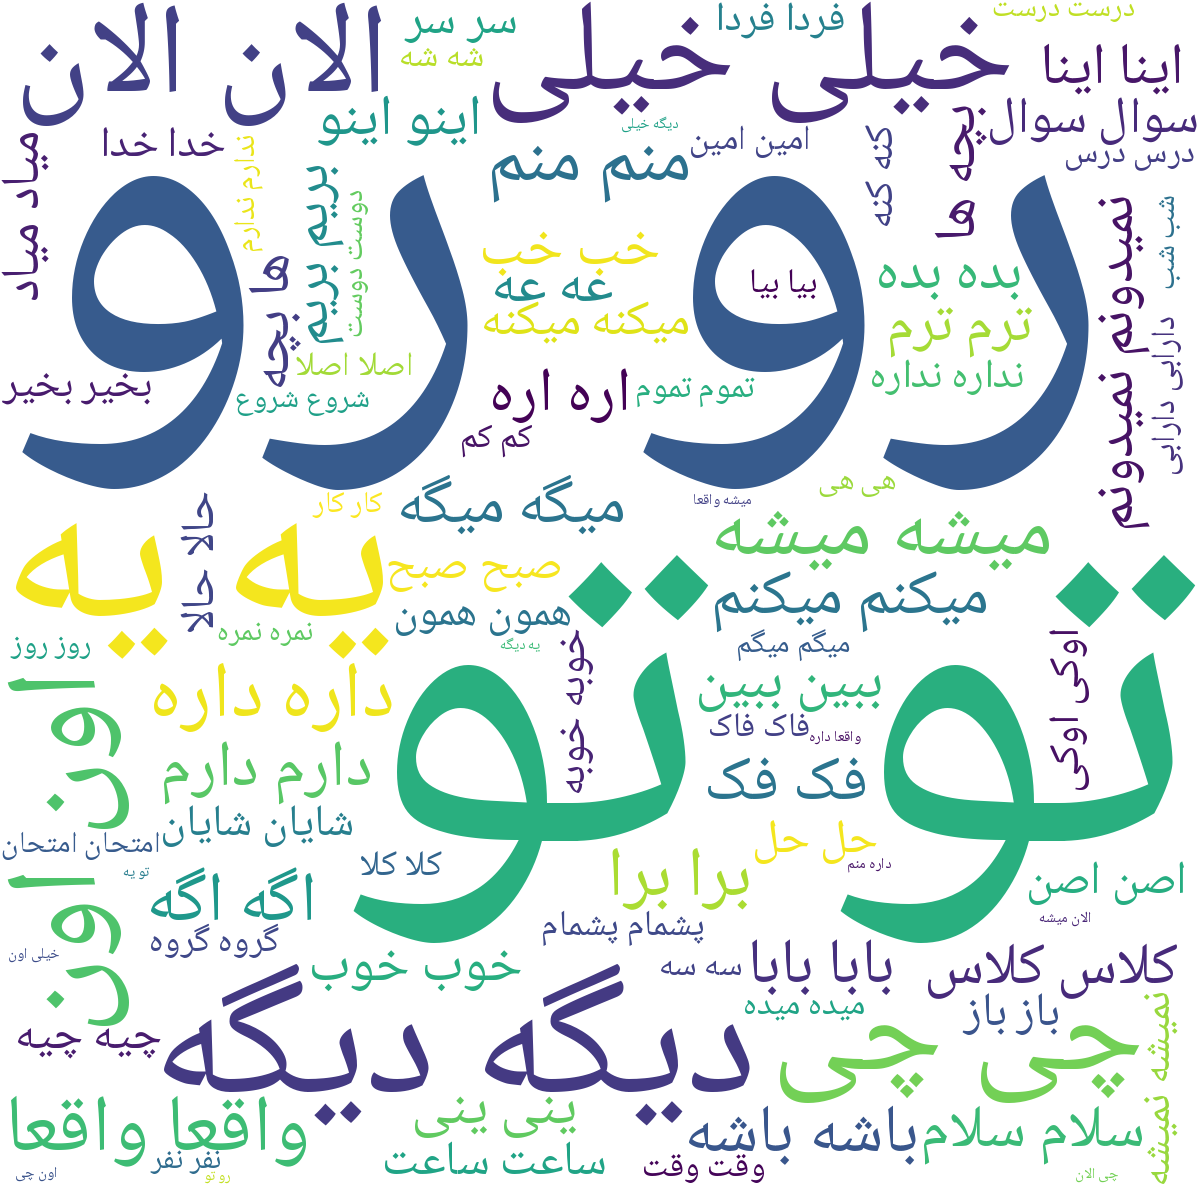 الان الان
خیلی خیلی
سر سر
شه شه
فردا فردا
درست درست
اینا اینا
سوال سوال
درس درس
خدا خدا
میاد میاد
ندارم ندارم
اینو اینو
بریم بریم
دوست دوست
دیگه خیلی
منم منم
امین امین
کنه کنه
بچه ها
نمیدونم نمیدونم
شب شب
دارابی دارابی
رو رو
ها بچه
خب خب
عه عه
میکنه میکنه
بیا بیا
بده بده
ترم ترم
نداره نداره
بخیر بخیر
اصلا اصلا
شروع شروع
اره اره
تموم تموم
کم کم
یه یه
حالا حالا
کار کار
میگه میگه
میشه واقعا
هی هی
میشه میشه
صبح صبح
همون همون
میکنم میکنم
نمره نمره
روز روز
یه دیگه
خوبه خوبه
میگم میگم
اوکی اوکی
تو تو
اون اون
داره داره
ببین ببین
فاک فاک
واقعا داره
فک فک
دارم دارم
شایان شایان
امتحان امتحان
تو یه
کلا کلا
حل حل
داره منم
برا برا
اصن اصن
اگه اگه
گروه گروه
پشمام پشمام
الان میشه
خیلی اون
خوب خوب
سه سه
بابا بابا
کلاس کلاس
میده میده
باز باز
چیه چیه
دیگه دیگه
چی چی
نمیشه نمیشه
واقعا واقعا
ینی ینی
باشه باشه
سلام سلام
نفر نفر
ساعت ساعت
وقت وقت
اون چی
رو تو
چی الان